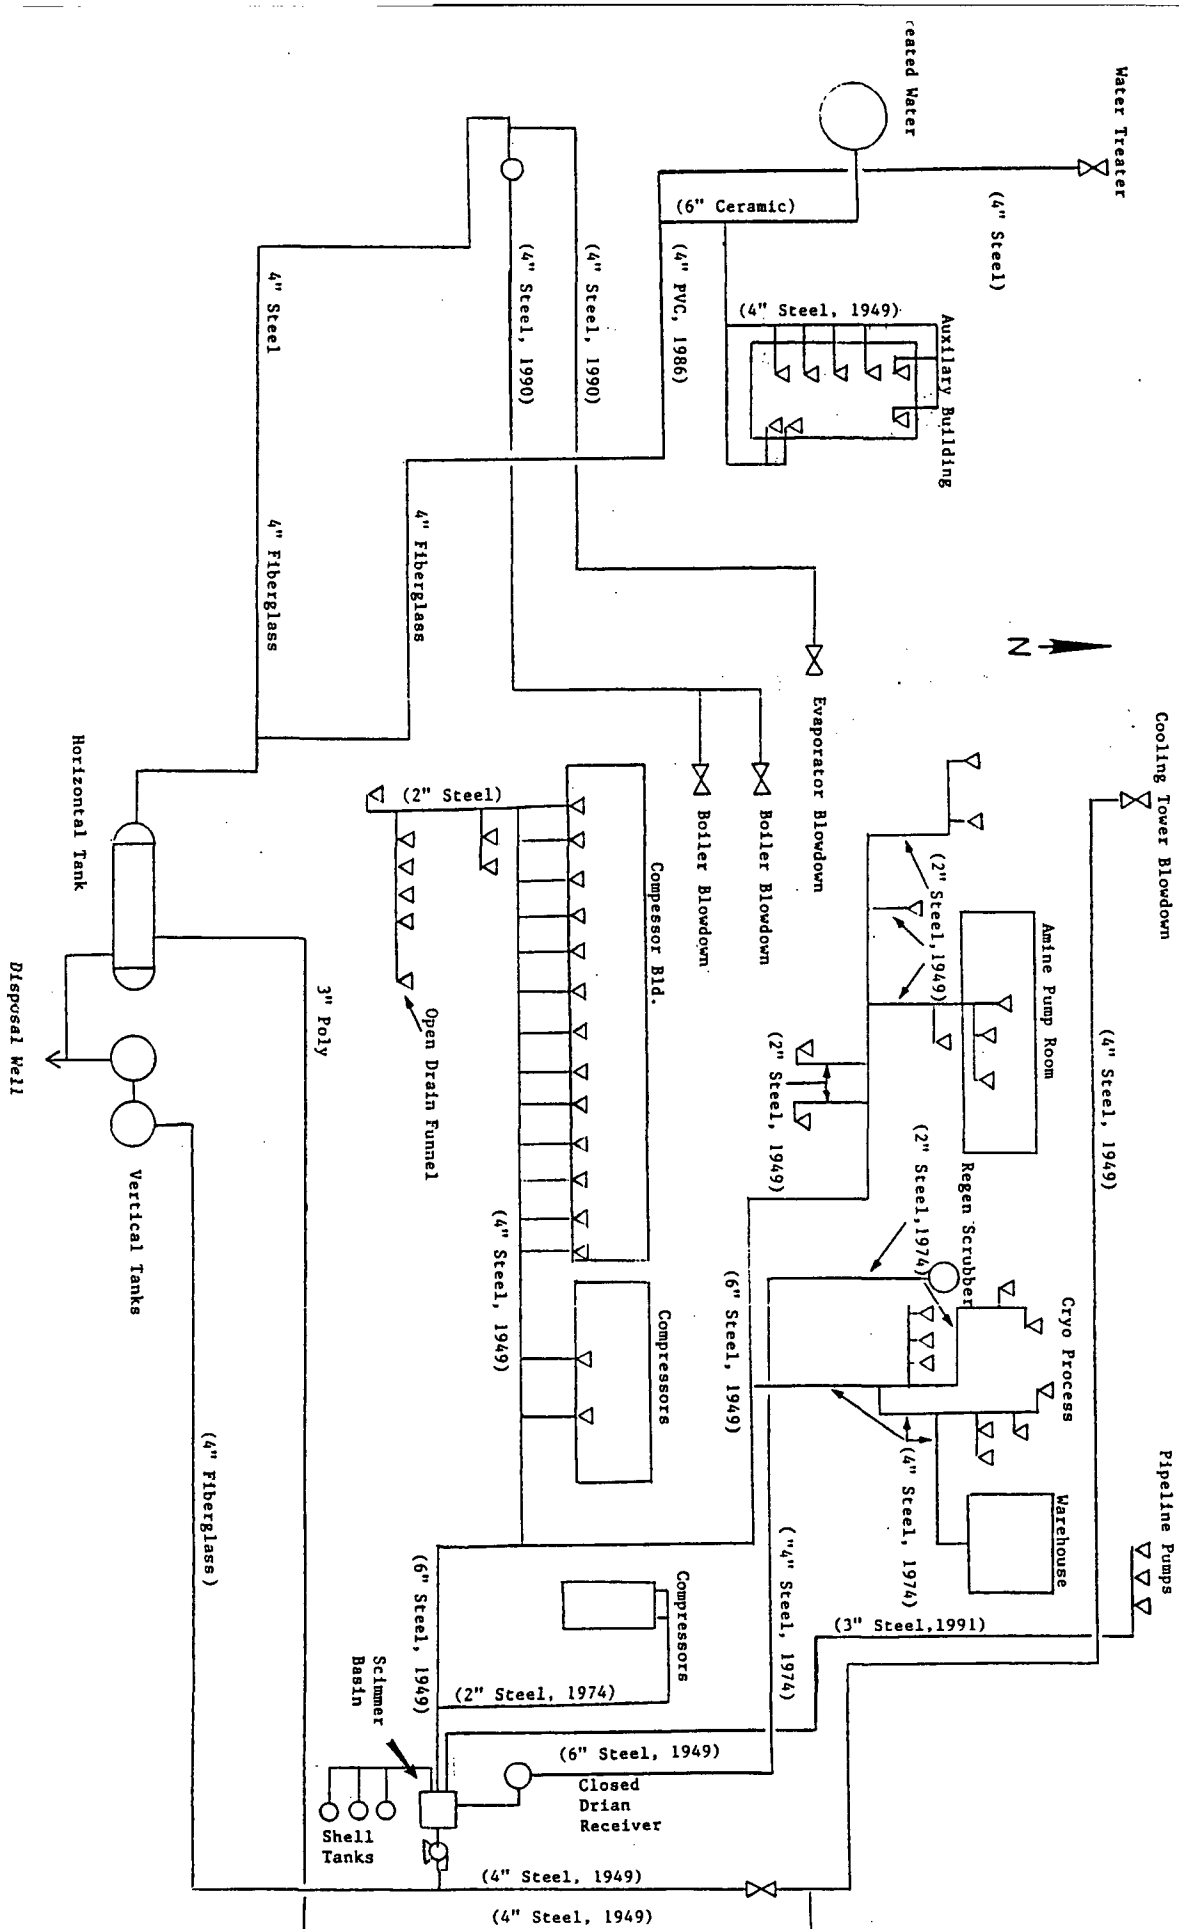 Water Treater
eated Water
(4" Steel)
(6" Ceramic)
(4" Steel, 1949)
Auxilary Building
(4" PVC, 1986)
(4" Steel, 1990)
(4" Steel, 1990)
4" Steel
4" Fiberglass
4" Fiberglass
N
Cooling Tower Blowdown
Evaporator Blowdown
Boiler Blowdown
Boiler Blowdown
Horizontal Tank
(2" Steel)
Compessor Bld.
(2" Steel,1949)
Amine Pump Room
(4" Steel, 1949)
(2" Steel, 1949)
Open Drain Funnel
3" Poly
Disposal Well
Vertical Tanks
(2" Steel,1974)
Regen Scrubber
Cryo Process
(4" Steel, 1949)
(6" Steel, 1949)
Compressors
(4" Steel, 1974)
Warehouse
Pipeline Pumps
(4" Fiberglass)
(6" Steel, 1949)
Compressors
("4" Steel, 1974)
(3" Steel,1991)
Scimmer
Basin
(2" Steel, 1974)
(6" Steel, 1949)
Closed
Drian
Receiver
Shell
Tanks
(4" Steel, 1949)
(4" Steel, 1949)